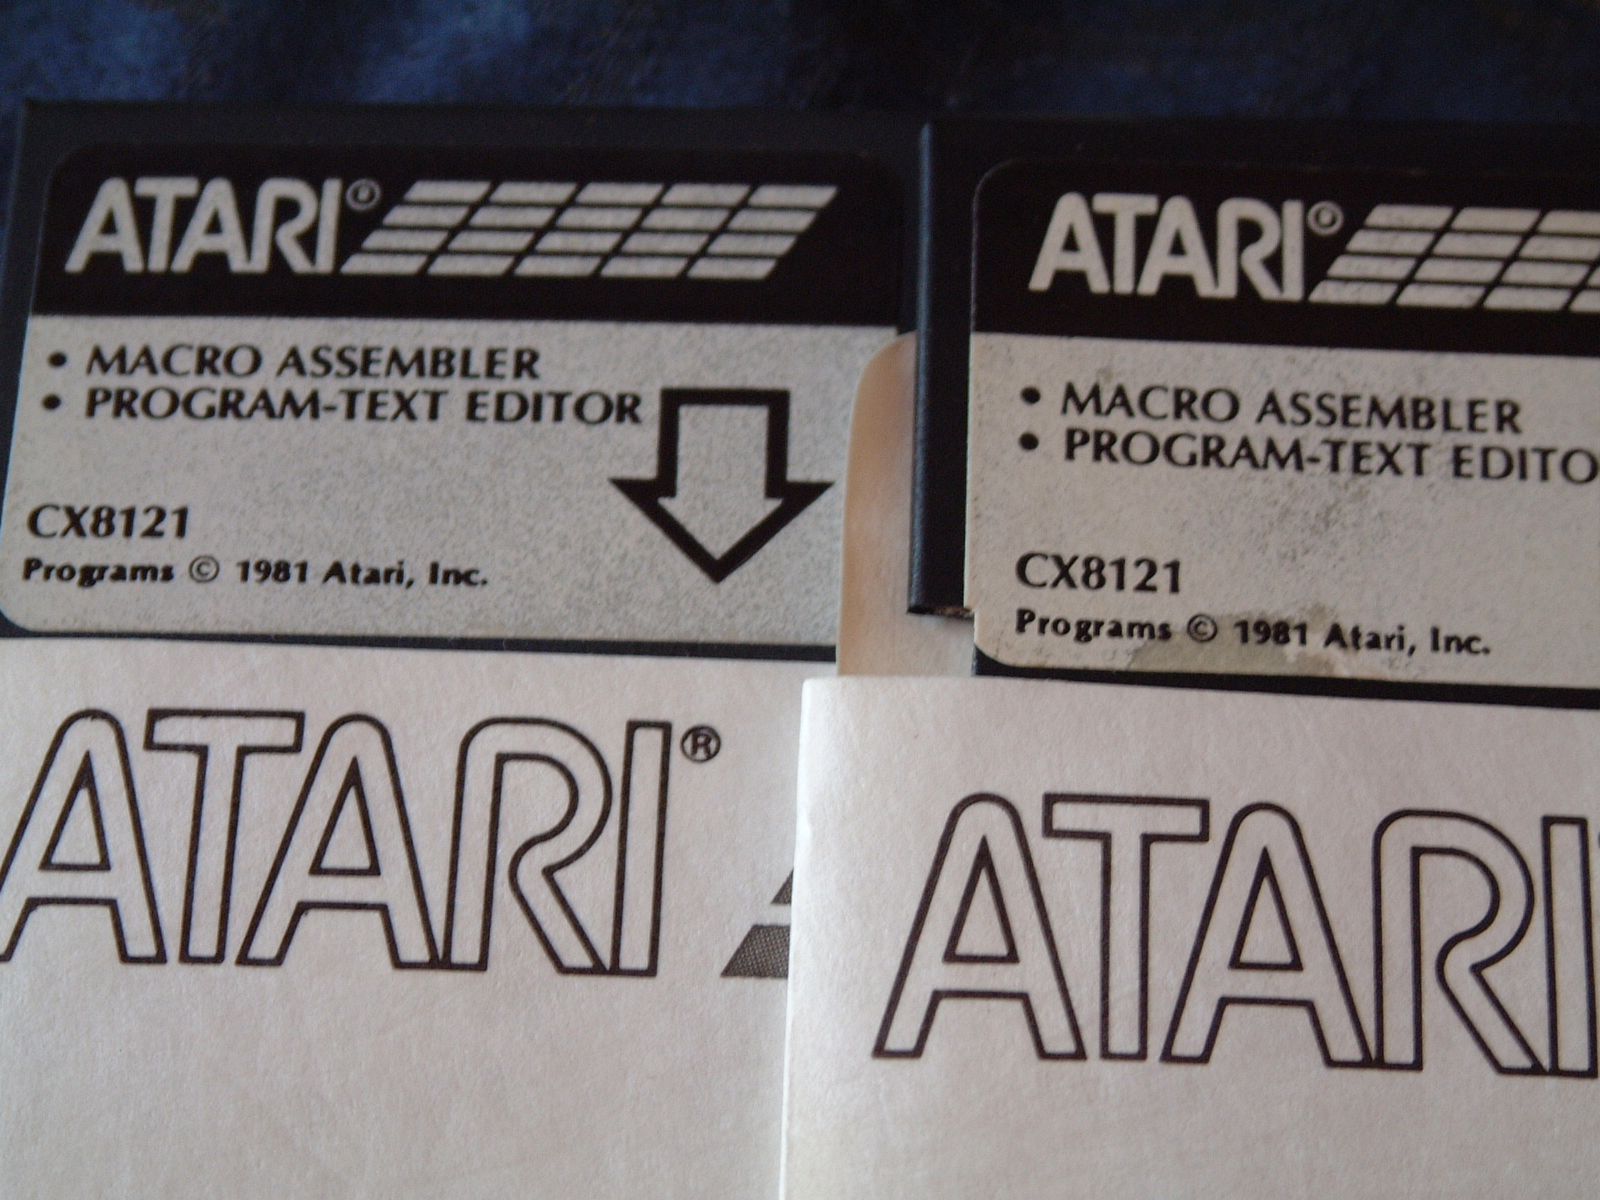 ATARI®
• MACRO ASSEMBLER
• PROGRAM-TEXT EDITOR
CX8121
Programs © 1981 Atari, Inc.
ATARI®
ATARI®
• MACRO ASSEMBLER
• PROGRAM-TEXT EDITO
CX8121
Programs © 1981 Atari, Inc.
ATARI